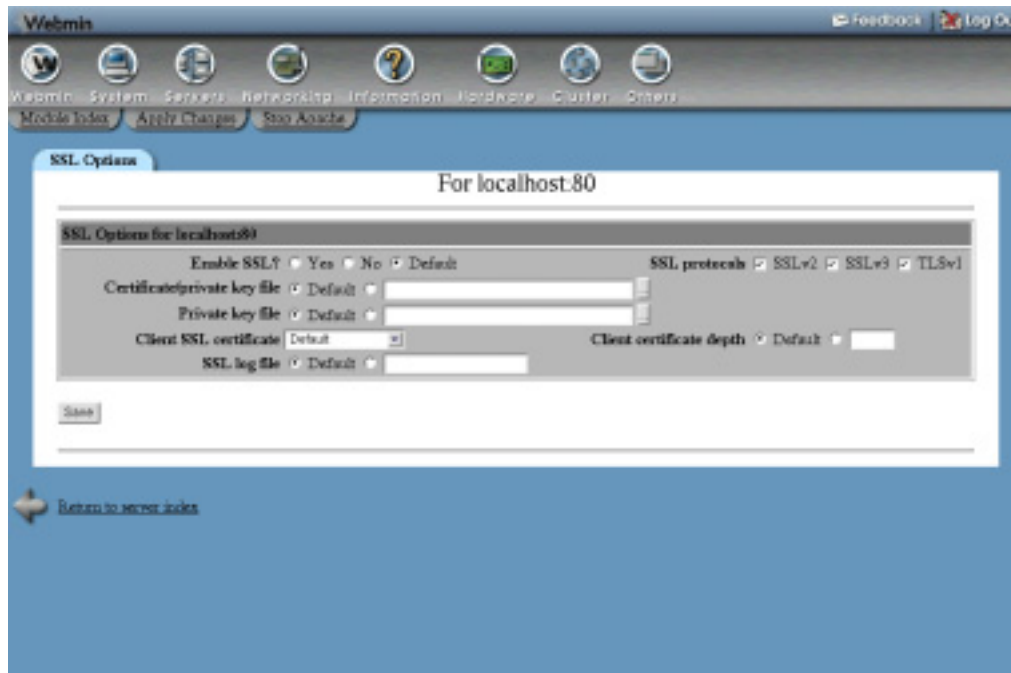 Webmin
Feedback Log Ou
Webmin System Servers Networking Information Hardware Cluster Others
Module Index Apply Changes Stop Apache
SSL Options
For localhost:80
SSL Options for localhost:80
Enable SSL? Yes No Default SSL protocols SSLv2 SSLv3 TLSv1
Certificate/private key file Default
Private key file Default
Client SSL certificate Default Client certificate depth Default
SSL log file Default
Save
Return to server index